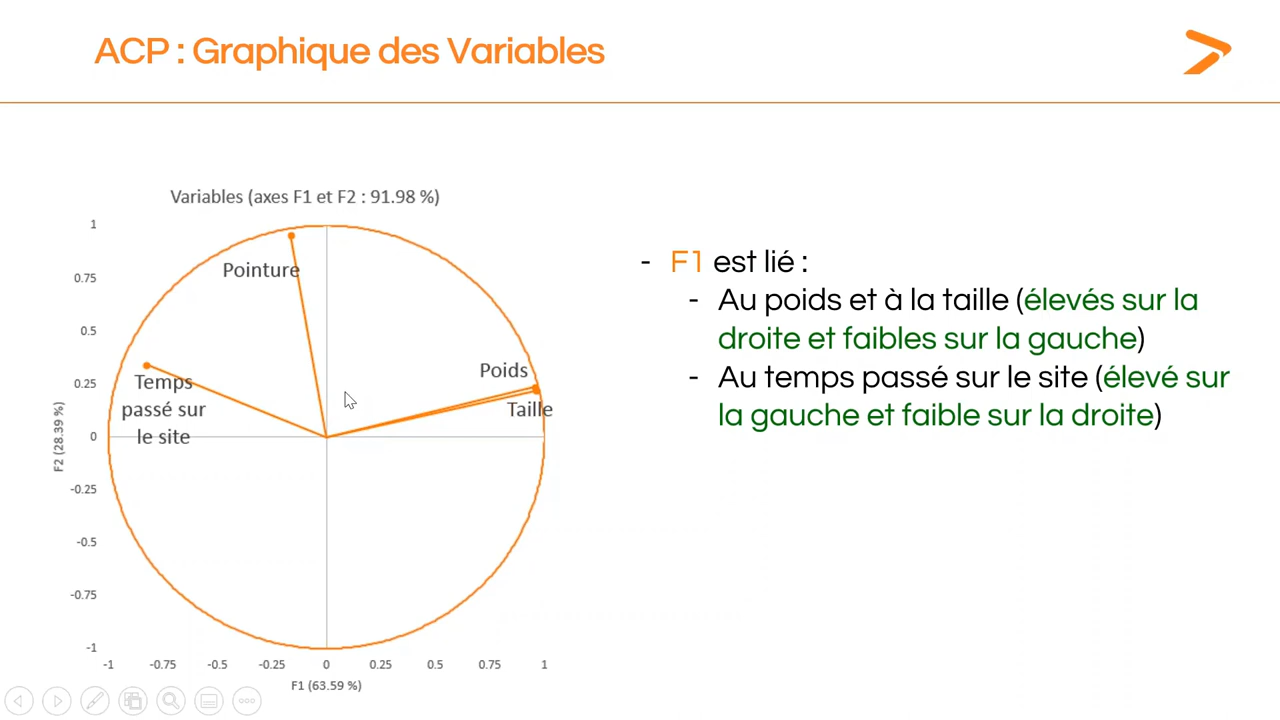 ACP : Graphique des Variables
Variables (axes F1 et F2 : 91.98 %)
1
0.75
0.5
0.25
0
-0.25
-0.5
-0.75
-1
F2 (28.39 %)
Pointure
Temps
passé sur
le site
Poids
Taille
-1 -0.75 -0.5 -0.25 0 0.25 0.5 0.75 1
F1 (63.59 %)
- F1 est lié :
- Au poids et à la taille (élevés sur la
droite et faibles sur la gauche)
- Au temps passé sur le site (élevé sur
la gauche et faible sur la droite)